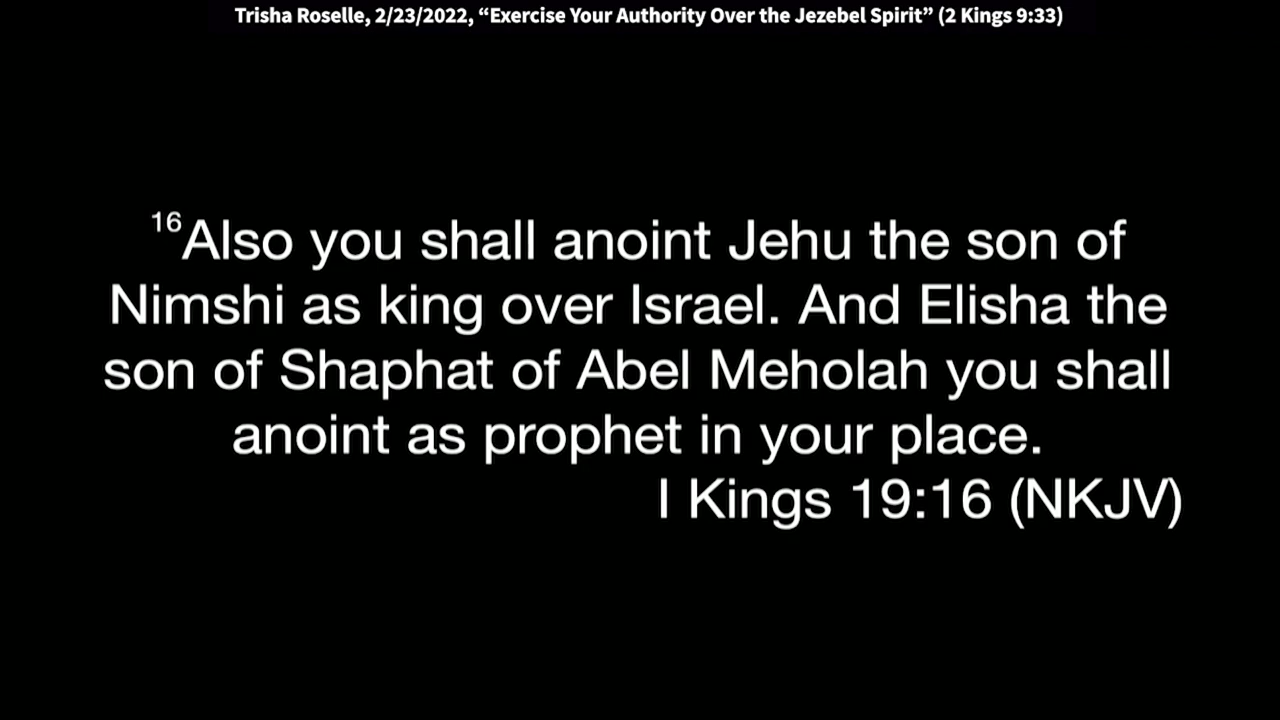 Trisha Roselle, 2/23/2022, “Exercise Your Authority Over the Jezebel Spirit” (2 Kings 9:33)
16Also you shall anoint Jehu the son of
Nimshi as king over Israel. And Elisha the
son of Shaphat of Abel Meholah you shall
anoint as prophet in your place.
I Kings 19:16 (NKJV)